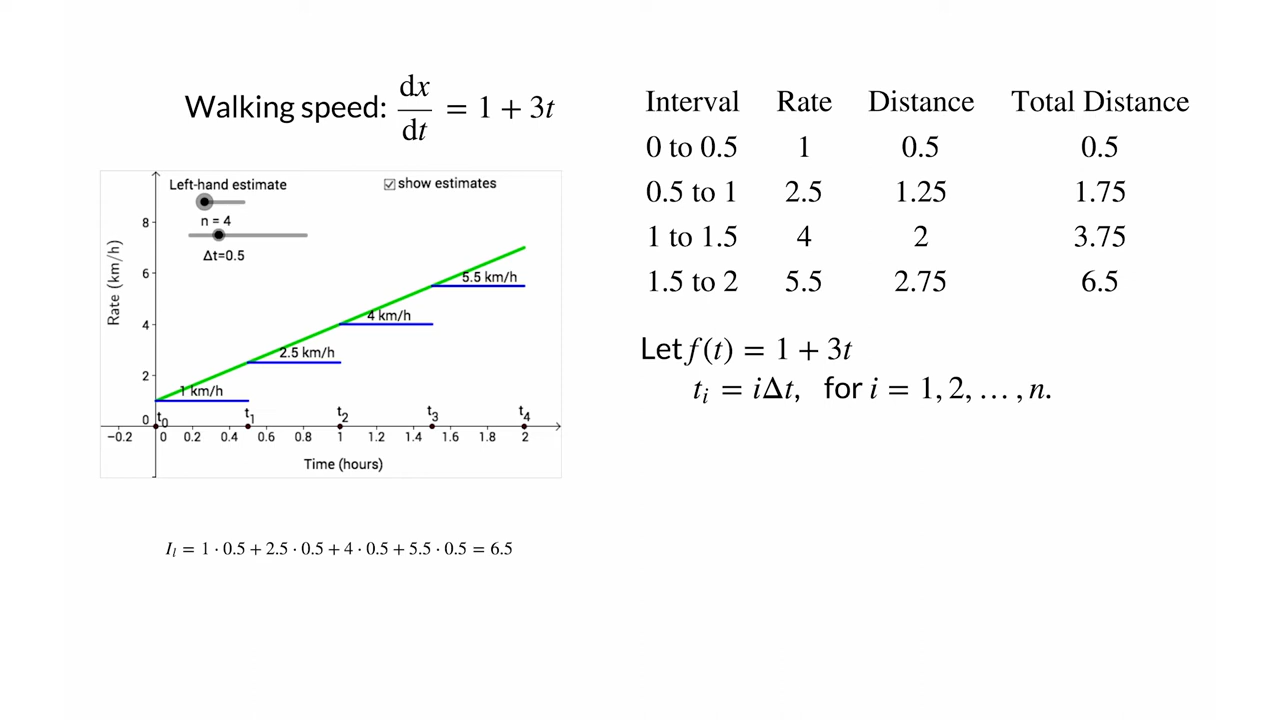 Walking speed: dx/dt = 1 + 3t
Left-hand estimate
show estimates
n = 4
Δt=0.5
Rate (km/h)
8
6
4
2
0
5.5 km/h
4 km/h
2.5 km/h
1 km/h
t₀ t₁ t₂ t₃ t₄
−0.2 0 0.2 0.4 0.6 0.8 1 1.2 1.4 1.6 1.8 2
Time (hours)
Iₗ = 1 · 0.5 + 2.5 · 0.5 + 4 · 0.5 + 5.5 · 0.5 = 6.5
Interval Rate Distance Total Distance
0 to 0.5 1 0.5 0.5
0.5 to 1 2.5 1.25 1.75
1 to 1.5 4 2 3.75
1.5 to 2 5.5 2.75 6.5
Let f(t) = 1 + 3t
tᵢ = iΔt, for i = 1, 2, … , n.